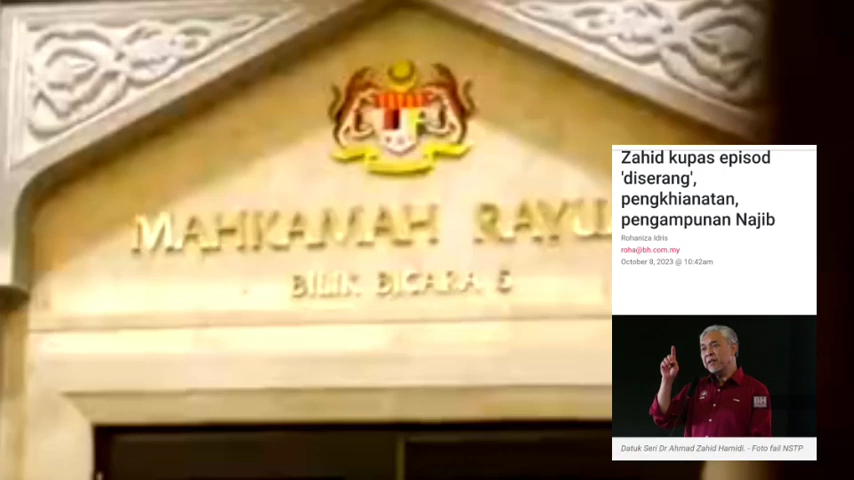 MAHKAMAH RAYU
BILIK BICARA 5
Zahid kupas episod
'diserang',
pengkhianatan,
pengampunan Najib
Rohaniza Idris
roha@bh.com.my
October 8, 2023 @ 10:42am
BH
Datuk Seri Dr Ahmad Zahid Hamidi. - Foto fail NSTP